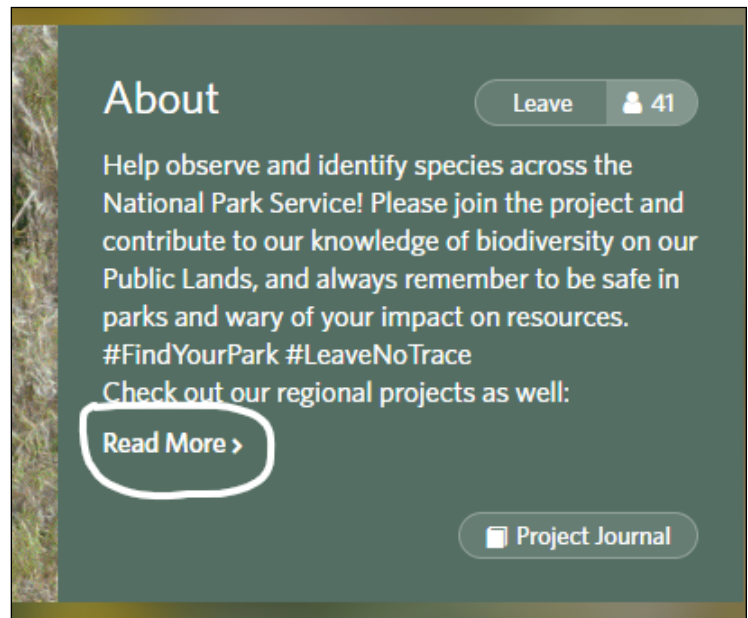 About
Leave 41
Help observe and identify species across the
National Park Service! Please join the project and
contribute to our knowledge of biodiversity on our
Public Lands, and always remember to be safe in
parks and wary of your impact on resources.
#FindYourPark #LeaveNoTrace
Check out our regional projects as well:
Read More >
Project Journal